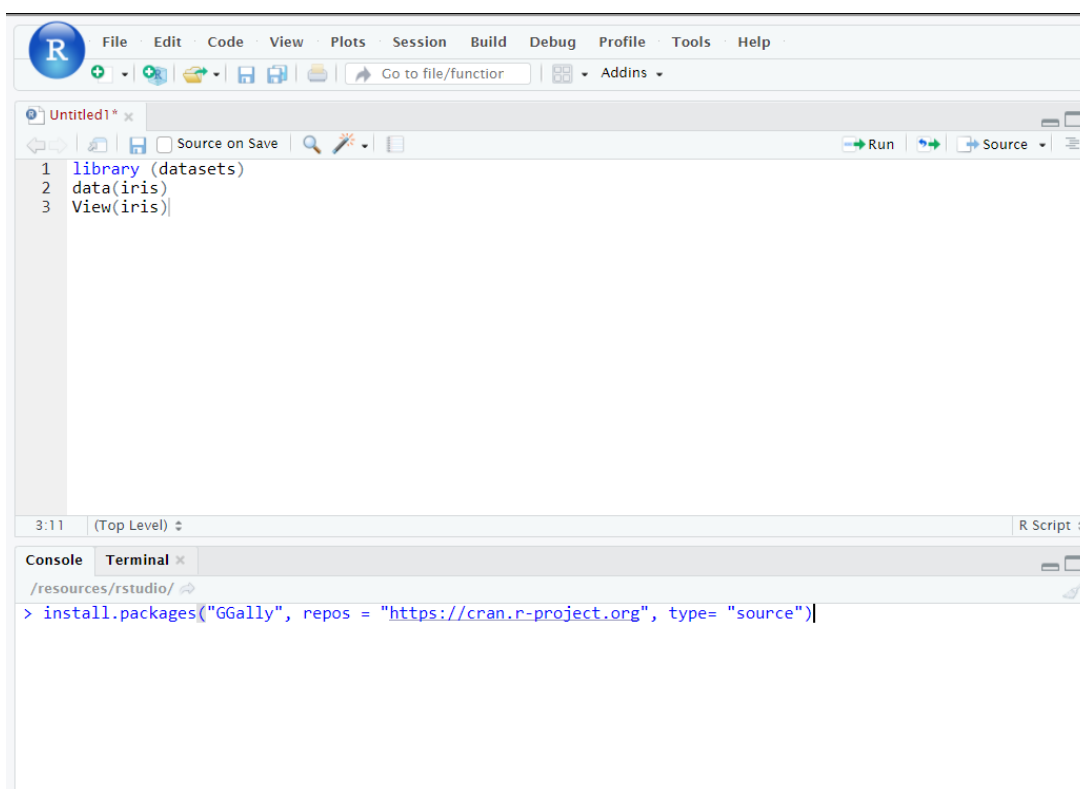 R
File Edit Code View Plots Session Build Debug Profile Tools Help
R Go to file/functior Addins
R Untitled1*
Source on Save Run Source
1 library (datasets)
2 data(iris)
3 View(iris)
3:11 (Top Level) R Script
Console Terminal
/resources/rstudio/
> install.packages("GGally", repos = "https://cran.r-project.org", type= "source")